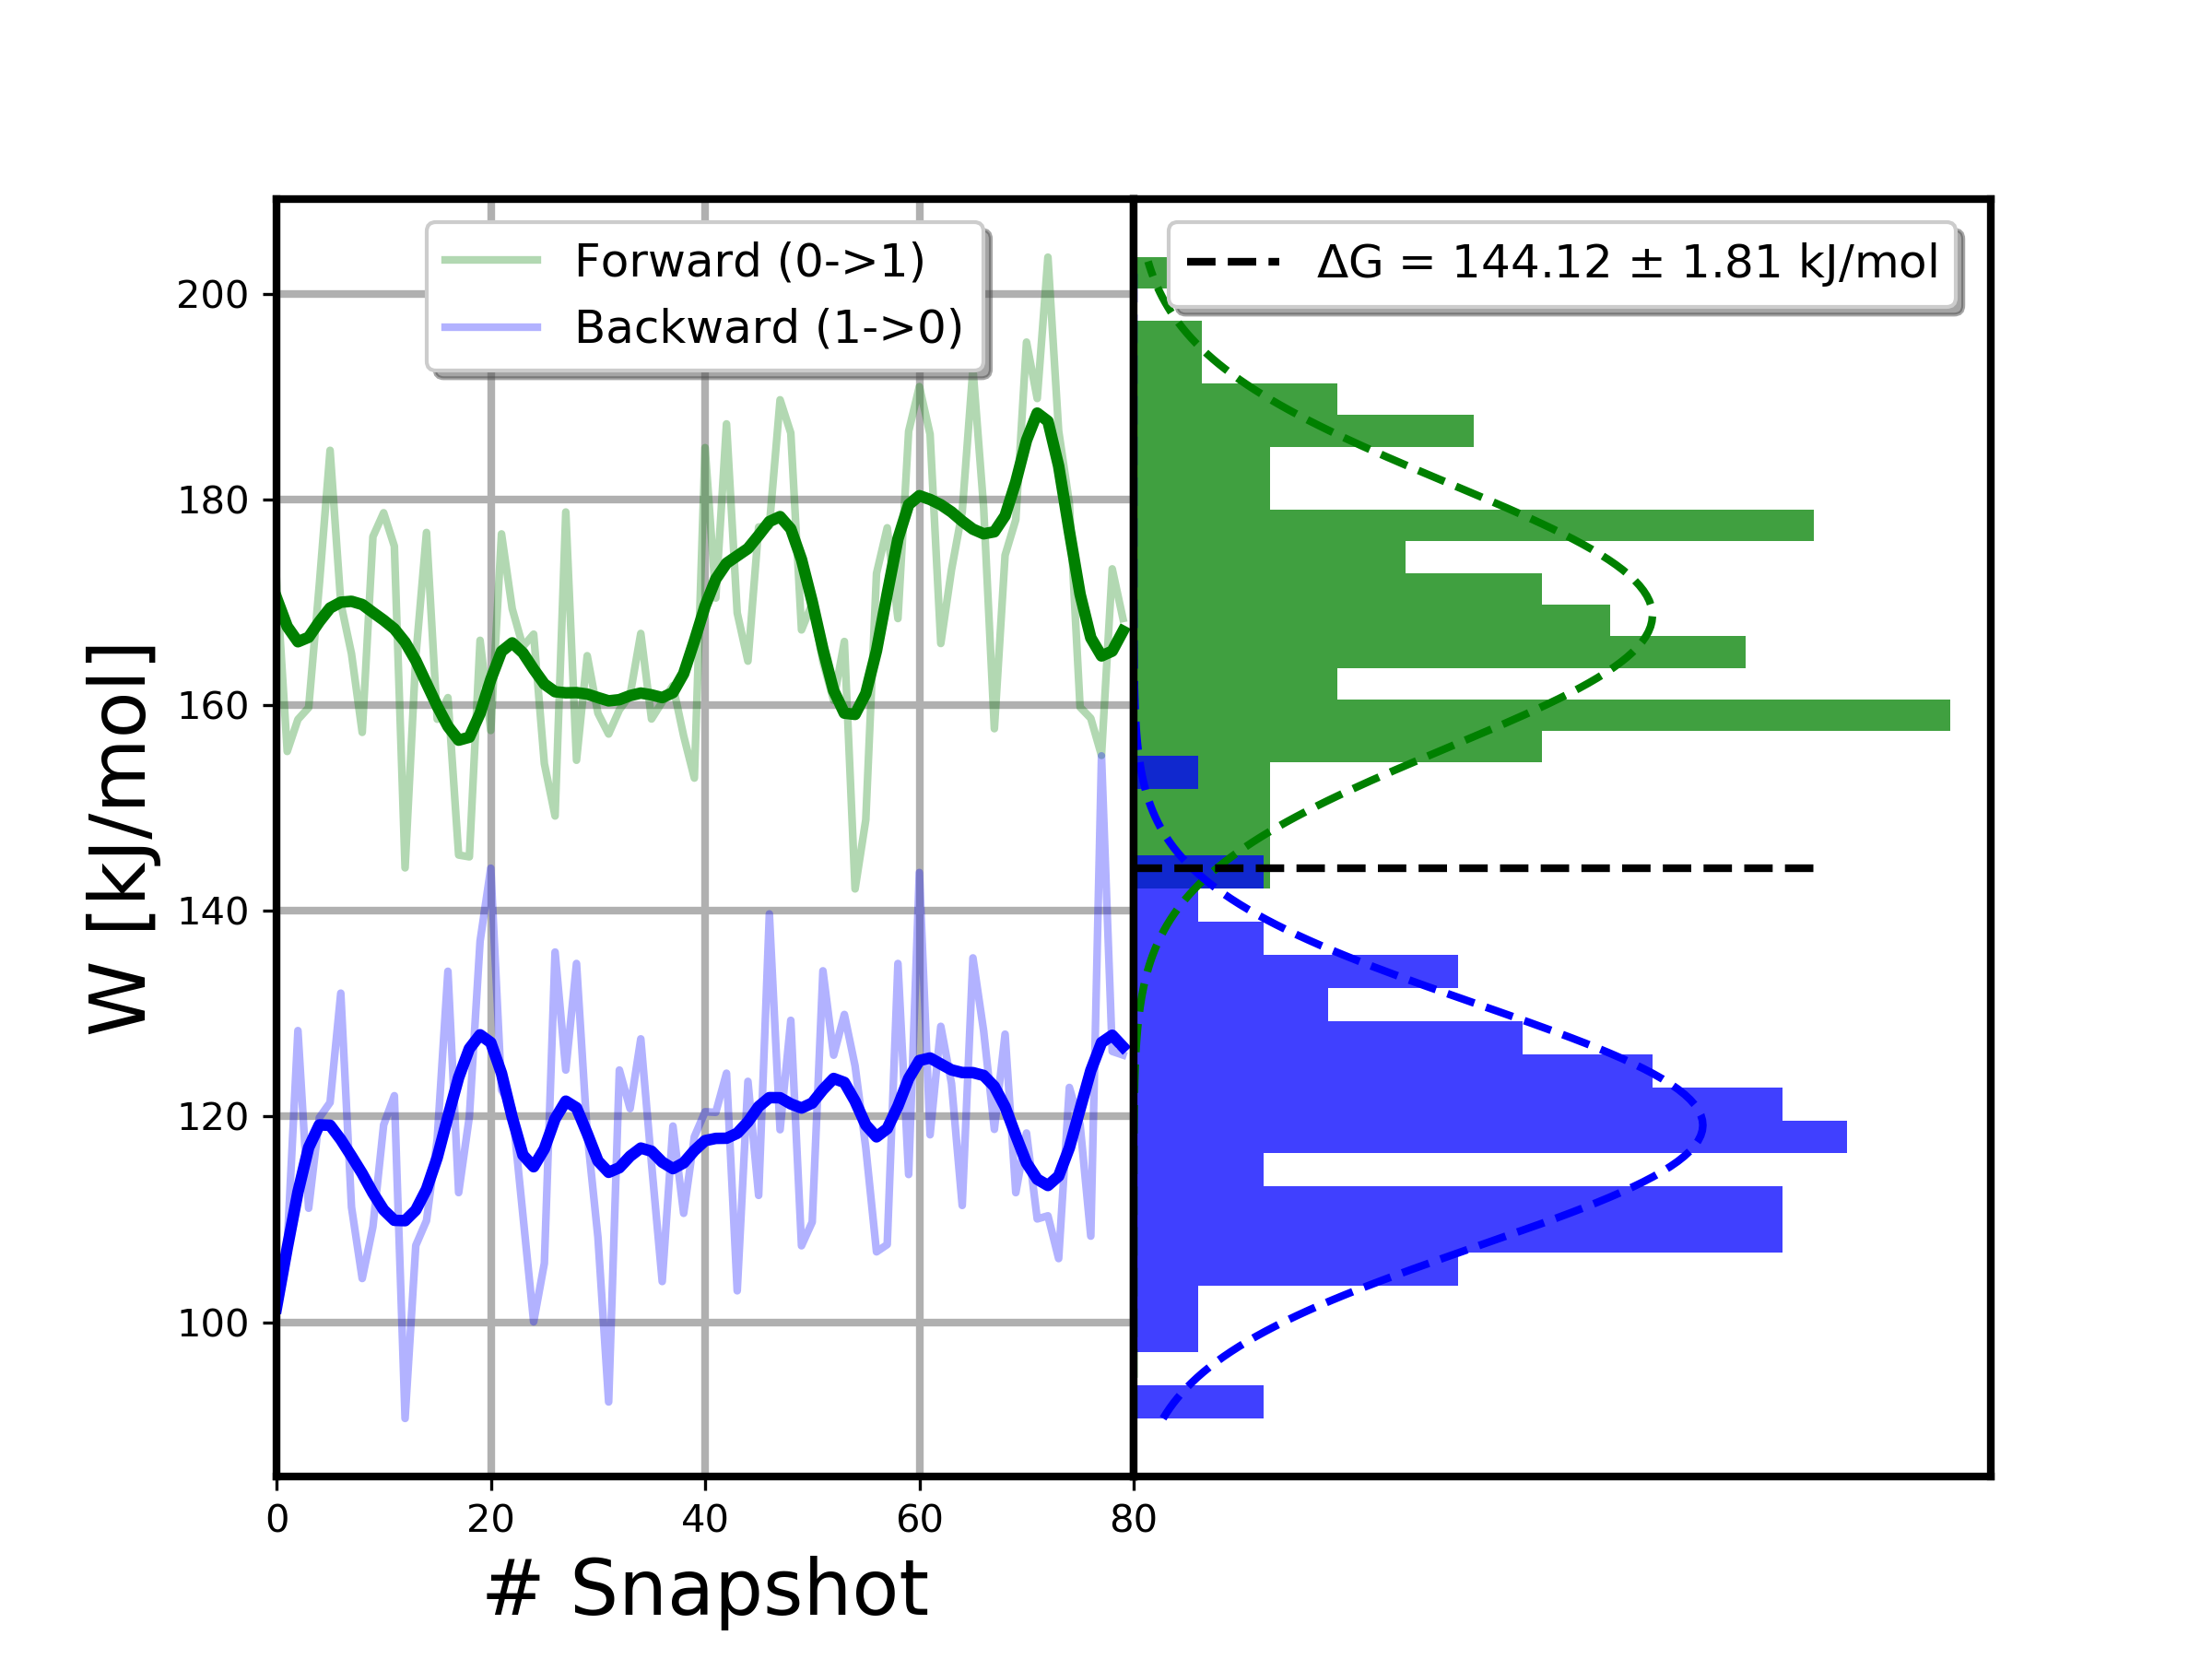 Forward (0->1)
Backward (1->0)
ΔG = 144.12 ± 1.81 kJ/mol
200
180
160
140
120
100
W [kJ/mol]
0
20
40
60
80
# Snapshot